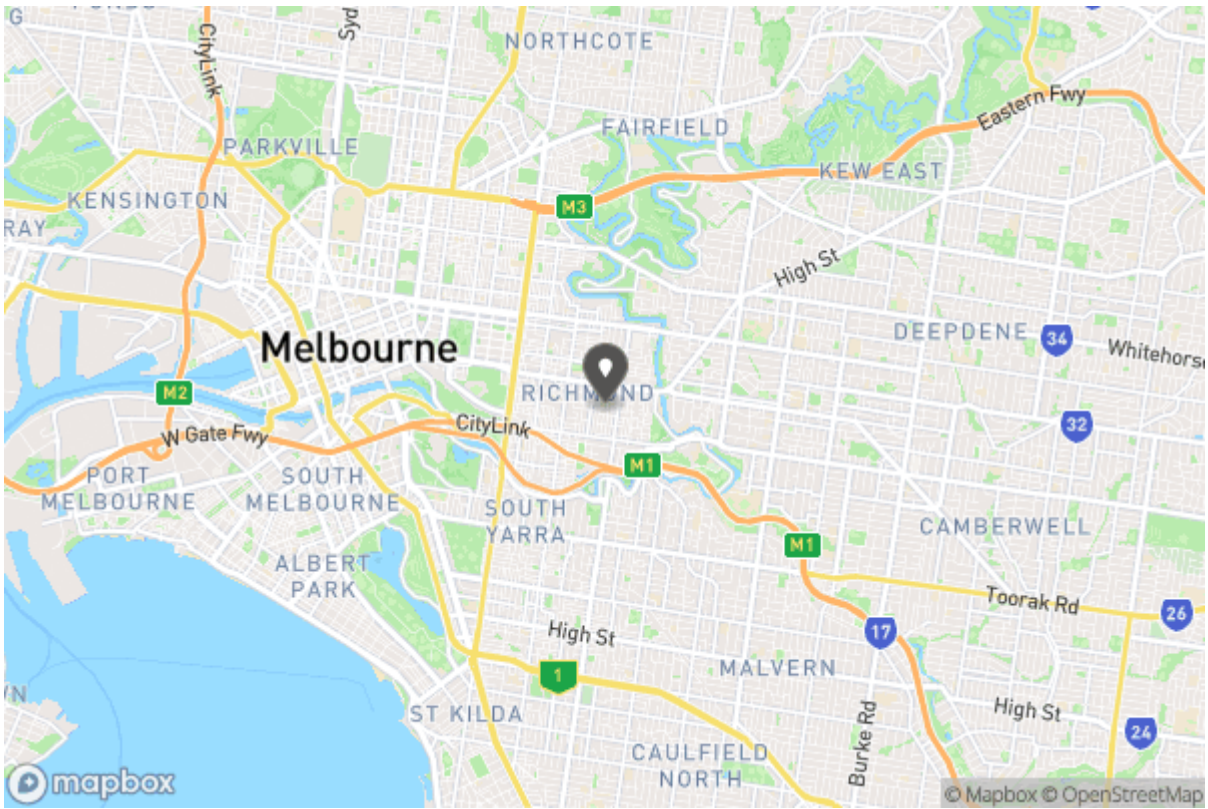 PONDS
G
CityLink
Syd
NORTHCOTE
Eastern Fwy
FAIRFIELD
PARKVILLE
KEW EAST
KENSINGTON
M3
RAY
High St
DEEPDENE
34
Whitehorse
Melbourne
RICHMOND
M2
CityLink
32
W Gate Fwy
M1
PORT
MELBOURNE
SOUTH
MELBOURNE
SOUTH
YARRA
CAMBERWELL
M1
ALBERT
PARK
Toorak Rd
26
High St
17
1
MALVERN
WN
ST KILDA
High St
24
Burke Rd
CAULFIELD
NORTH
mapbox
© Mapbox © OpenStreetMap